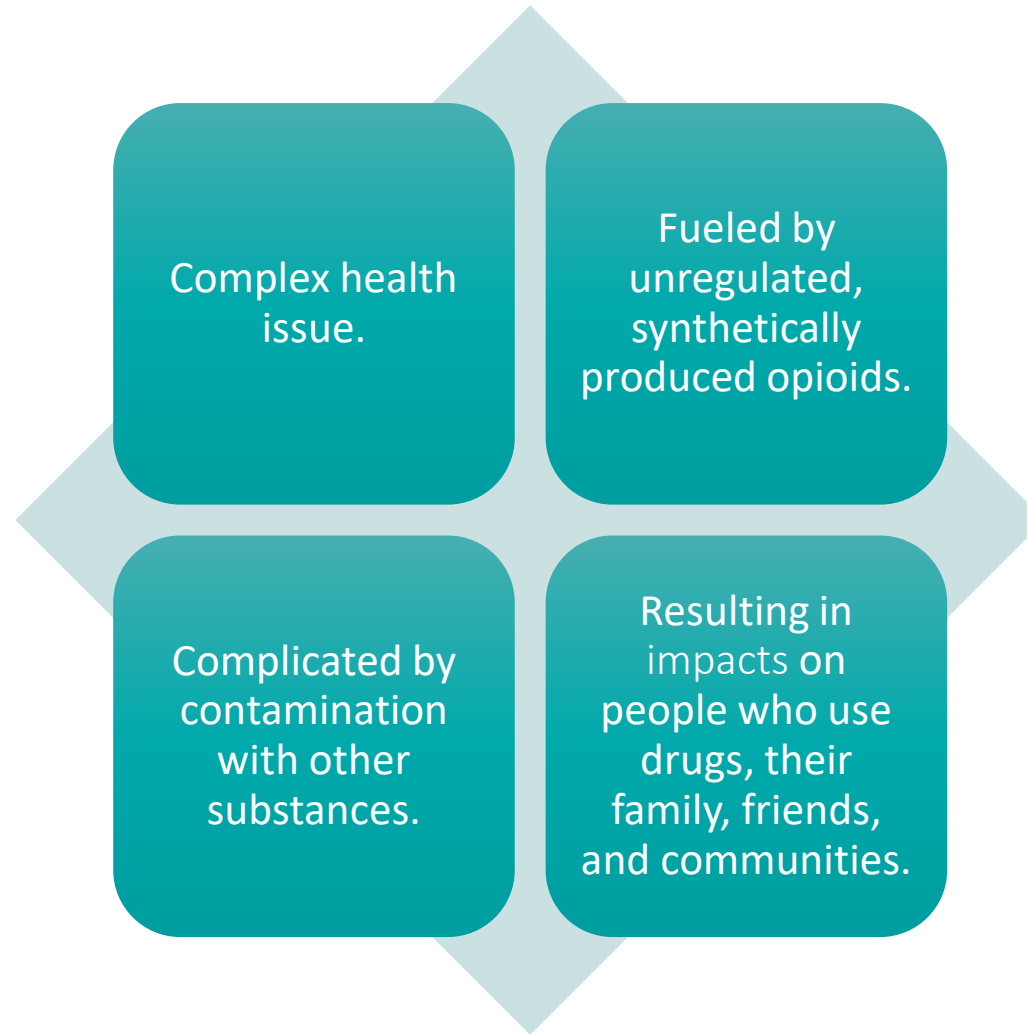 Complex health
issue.
Fueled by
unregulated,
synthetically
produced opioids.
Complicated by
contamination
with other
substances.
Resulting in
impacts on
people who use
drugs, their
family, friends,
and communities.